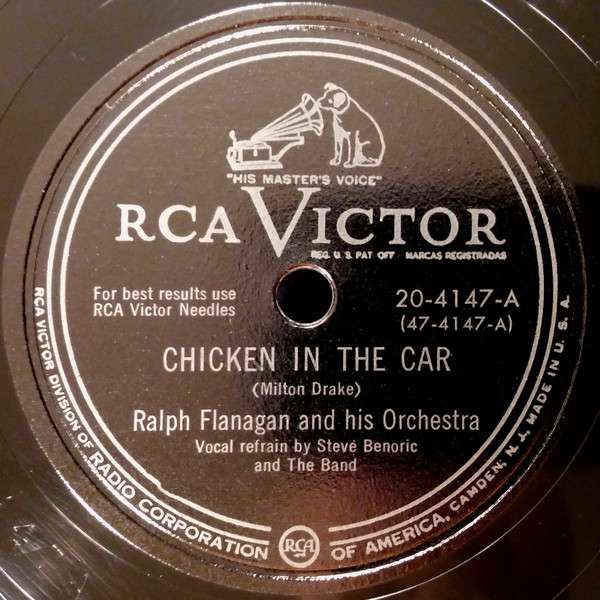 "HIS MASTER'S VOICE"
RCA VICTOR
REG. U. S. PAT. OFF. MARCAS REGISTRADAS
For best results use
RCA Victor Needles
20-4147-A
(47-4147-A)
CHICKEN IN THE CAR
(Milton Drake)
Ralph Flanagan and his Orchestra
Vocal refrain by Steve Benoric
and The Band
RCA VICTOR DIVISION OF RADIO CORPORATION RCA OF AMERICA, CAMDEN, N. J., MADE IN U. S. A.